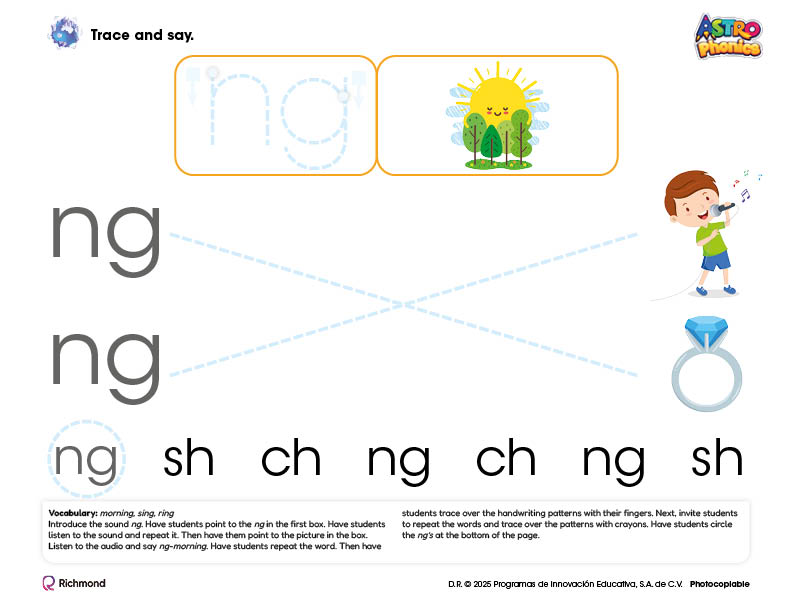 Trace and say.
ASTRO
Phonics
ng
ng
ng
ng sh ch ng ch ng sh
Vocabulary: morning, sing, ring
Introduce the sound ng. Have students point to the ng in the first box. Have students
listen to the sound and repeat it. Then have them point to the picture in the box.
Listen to the audio and say ng-morning. Have students repeat the word. Then have
students trace over the handwriting patterns with their fingers. Next, invite students
to repeat the words and trace over the patterns with crayons. Have students circle
the ng's at the bottom of the page.
Richmond
D.R. © 2025 Programas de Innovación Educativa, S.A. de C.V. Photocopiable